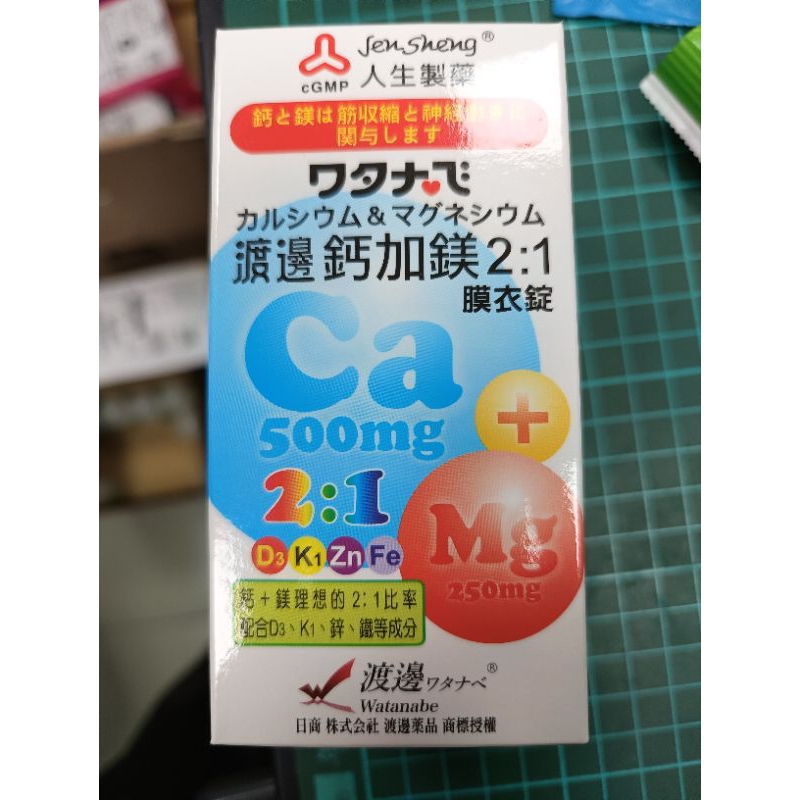 Jen Sheng®
cGMP 人生製藥
鈣と鎂は筋収縮と神経
関与します
ワタナベ
カルシウム&マグネシウム
渡邊 鈣加鎂 2:1
膜衣錠
Ca
500mg
+
2:1
Mg
250mg
D3 K1 Zn Fe
鈣+鎂理想的2:1比率
配合D3、K1、鋅、鐵等成分
渡邊ワタナベ®
Watanabe
日商 株式会社 渡邊薬品 商標授權